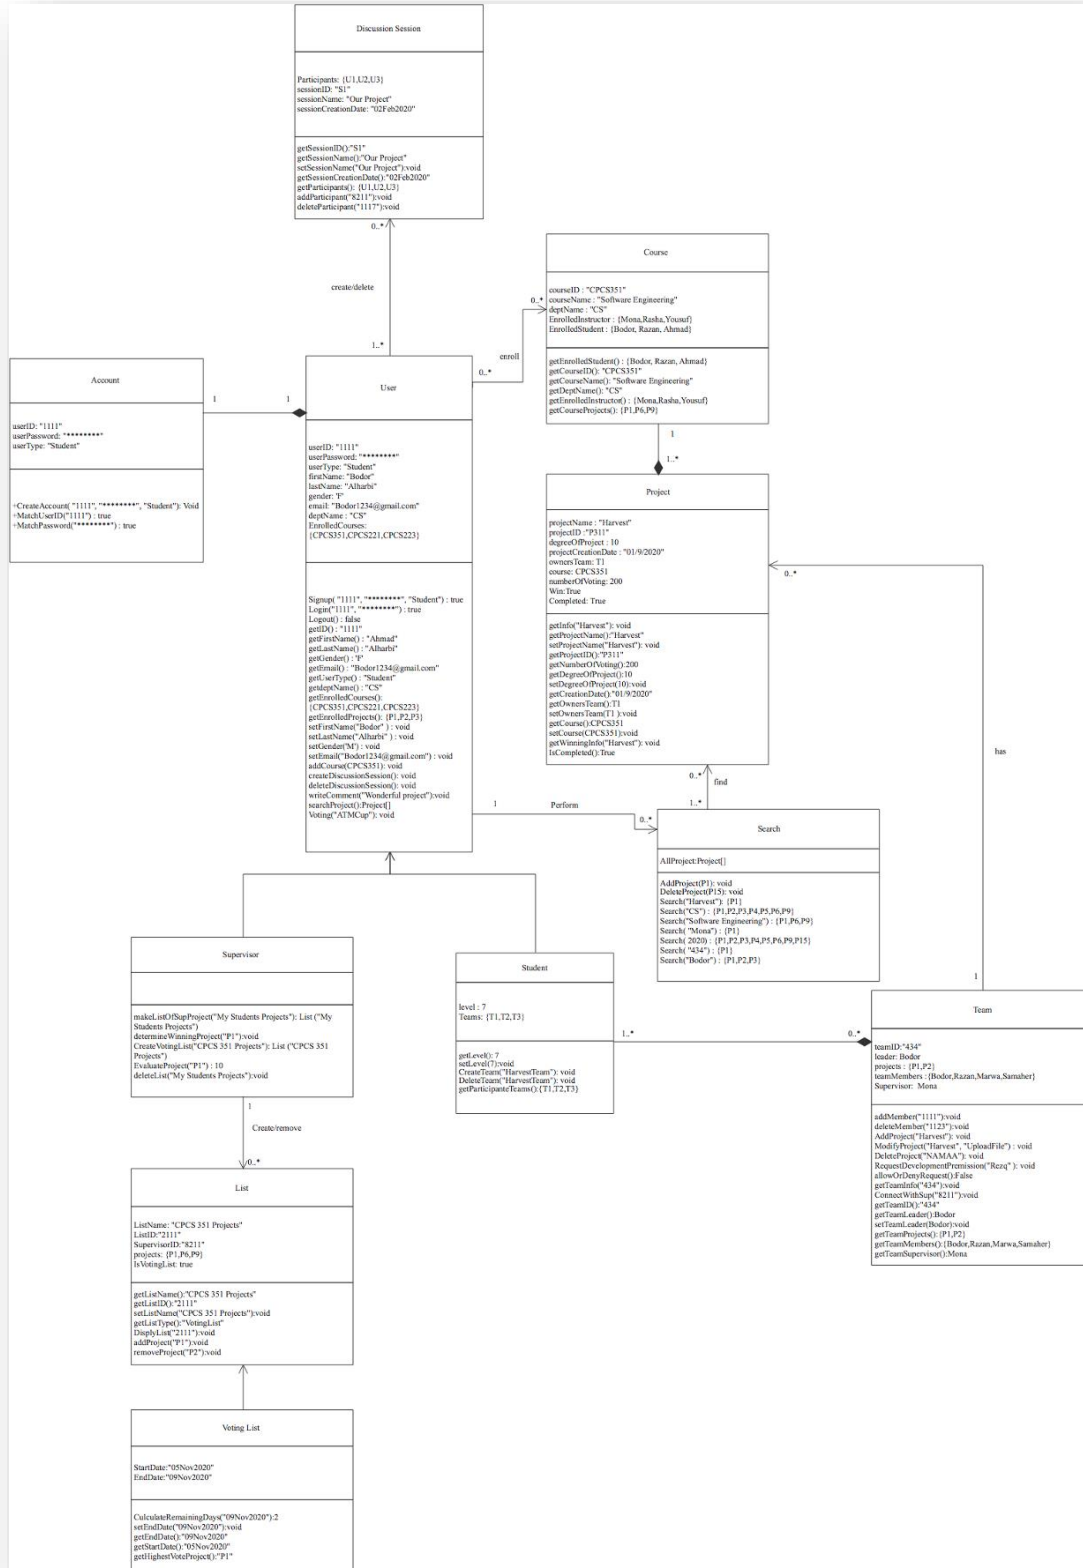 Discussion Session
Participants: {U1,U2,U3}
sessionID: "S1"
sessionName: "Our Project"
sessionCreationDate: "02Feb2020"
getSessionID():"S1"
getSessionName():"Our Project"
setSessionName("Our Project"):void
getSessionCreationDate():"02Feb2020"
getParticipants(): {U1,U2,U3}
addParticipant("8211"):void
deleteParticipant("1117"):void
0..*
create/delete
1..*
Course
courseID : "CPCS351"
courseName : "Software Engineering"
deptName : "CS"
EnrolledInstructor : {Mona,Rasha,Yousuf}
EnrolledStudent : {Bodor, Razan, Ahmad}
getEnrolledStudent() : {Bodor, Razan, Ahmad}
getCourseID(): "CPCS351"
getCourseName(): "Software Engineering"
getDeptName(): "CS"
getEnrolledInstructor() : {Mona,Rasha,Yousuf}
getCourseProjects(): {P1,P6,P9}
0..*
enroll
0..*
Account
userID: "1111"
userPassword: "********"
userType: "Student"
+CreateAccount( "1111", "********", "Student"): Void
+MatchUserID("1111") : true
+MatchPassword("********") : true
1
1
User
userID: "1111"
userPassword: "********"
userType: "Student"
firstName: "Bodor"
lastName: "Alharbi"
gender: 'F'
email: "Bodor1234@gmail.com"
deptName : "CS"
EnrolledCourses:
{CPCS351,CPCS221,CPCS223}
Signup( "1111", "********", "Student") : true
Login("1111", "********") : true
Logout() : false
getID() : "1111"
getFirstName() : "Ahmad"
getLastName() : "Alharbi"
getGender() : 'F'
getEmail() : "Bodor1234@gmail.com"
getUserType() : "Student"
getdeptName() : "CS"
getEnrolledCourses():
{CPCS351,CPCS221,CPCS223}
getEnrolledProjects(): {P1,P2,P3}
setFirstName("Bodor" ) : void
setLastName("Alharbi" ) : void
setGender('M') : void
setEmail("Bodor1234@gmail.com") : void
addCourse(CPCS351): void
createDiscussionSession(): void
deleteDiscussionSession(): void
writeComment("Wonderful project"):void
searchProject():Project[]
Voting("ATMCup"): void
1
1..*
Project
projectName : "Harvest"
projectID :"P311"
degreeOfProject : 10
projectCreationDate : "01/9/2020"
ownersTeam: T1
course: CPCS351
numberOfVoting: 200
Win:True
Completed: True
getInfo("Harvest"): void
getProjectName():"Harvest"
setProjectName("Harvest"): void
getProjectID():"P311"
getNumberOfVoting():200
getDegreeOfProject():10
setDegreeOfProject(10):void
getCreationDate():"01/9/2020"
getOwnersTeam():T1
setOwnersTeam(T1 ):void
getCourse():CPCS351
setCourse(CPCS351):void
getWinningInfo("Harvest"): void
IsCompleted():True
0..*
has
1
0..*
find
1..*
1
Perform
0..*
Search
AllProject:Project[]
AddProject(P1): void
DeleteProject(P15): void
Search("Harvest"): {P1}
Search("CS") : {P1,P2,P3,P4,P5,P6,P9}
Search("Software Engineering") : {P1,P6,P9}
Search( "Mona") : {P1}
Search( 2020) : {P1,P2,P3,P4,P5,P6,P9,P15}
Search( "434") : {P1}
Search("Bodor") : {P1,P2,P3}
Supervisor
makeListOfSupProject("My Students Projects"): List ("My
Students Projects")
determineWinningProject("P1"):void
CreateVotingList("CPCS 351 Projects"): List ("CPCS 351
Projects")
EvaluateProject("P1") : 10
deleteList("My Students Projects"):void
Student
level : 7
Teams: {T1,T2,T3}
getLevel(): 7
setLevel(7):void
CreateTeam("HarvestTeam"): void
DeleteTeam("HarvestTeam"): void
getParticipanteTeams():{T1,T2,T3}
1..*
0..*
Team
teamID:"434"
leader: Bodor
projects : {P1,P2}
teamMembers :{Bodor,Razan,Marwa,Samaher}
Supervisor: Mona
addMember("1111"):void
deleteMember("1123"):void
AddProject("Harvest"): void
ModifyProject("Harvest", "UploadFile") : void
DeleteProject("NAMAA"): void
RequestDevelopmentPremission("Rezq" ): void
allowOrDenyRequest():False
getTeamInfo("434"):void
ConnectWithSup("8211"):void
getTeamID():"434"
getTeamLeader():Bodor
setTeamLeader(Bodor):void
getTeamProjects():{P1,P2}
getTeamMembers():{Bodor,Razan,Marwa,Samaher}
getTeamSupervisor():Mona
1
Create/remove
0..*
List
ListName: "CPCS 351 Projects"
ListID:"2111"
SupervisorID:"8211"
projects: {P1,P6,P9}
IsVotingList: true
getListName():"CPCS 351 Projects"
getListID():"2111"
setListName("CPCS 351 Projects"):void
getListType():"VotingList"
DisplyList("2111"):void
addProject("P1"):void
removeProject("P2"):void
Voting List
StartDate:"05Nov2020"
EndDate:"09Nov2020"
CulculateRemainingDays("09Nov2020"):2
setEndDate("09Nov2020"):void
getEndDate():"09Nov2020"
getStartDate():"05Nov2020"
getHighestVoteProject():"P1"